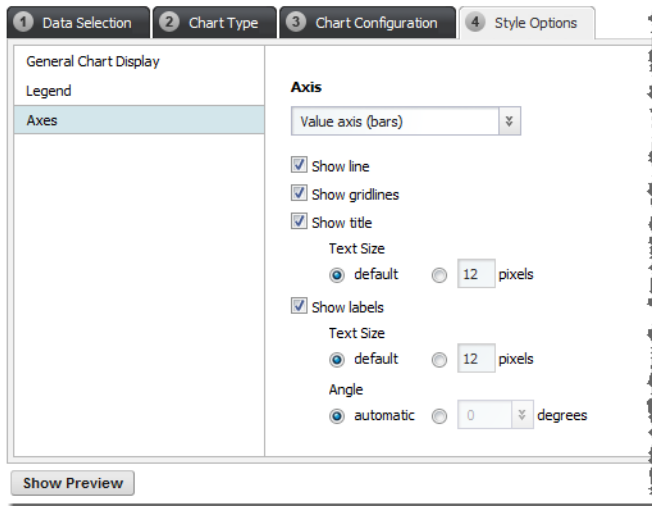 1 Data Selection 2 Chart Type 3 Chart Configuration 4 Style Options
General Chart Display
Legend
Axes
Axis
Value axis (bars)
Show line
Show gridlines
Show title
Text Size
default 12 pixels
Show labels
Text Size
default 12 pixels
Angle
automatic 0 degrees
Show Preview